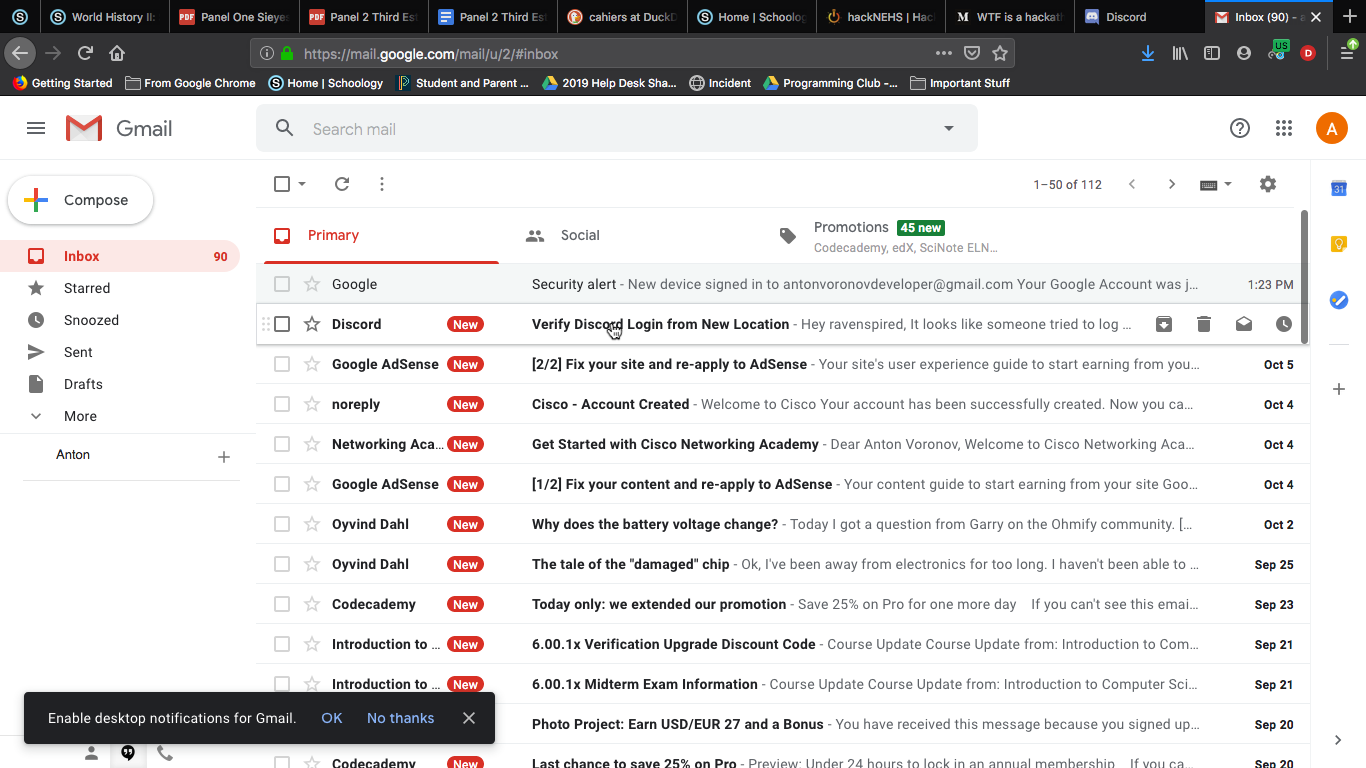 World History II:
Panel One Sieyes
Panel 2 Third Est
Panel 2 Third Est
cahiers at DuckD
Home | Schoolog
hackNEHS | Hac
WTF is a hackath
Discord
Inbox (90) - a
https://mail.google.com/mail/u/2/#inbox
US
D
Getting Started
From Google Chrome
Home | Schoology
Student and Parent ...
2019 Help Desk Sha...
Incident
Programming Club -...
Important Stuff
Gmail
Search mail
A
Compose
1–50 of 112
31
Inbox 90
Starred
Snoozed
Sent
Drafts
More
Anton
Primary
Social
Promotions 45 new
Codecademy, edX, SciNote ELN...
Google Security alert - New device signed in to antonvoronovdeveloper@gmail.com Your Google Account was j... 1:23 PM
Discord New Verify Discord Login from New Location - Hey ravenspired, It looks like someone tried to log ...
Google AdSense New [2/2] Fix your site and re-apply to AdSense - Your site's user experience guide to start earning from you... Oct 5
noreply New Cisco - Account Created - Welcome to Cisco Your account has been successfully created. Now you ca... Oct 4
Networking Aca... New Get Started with Cisco Networking Academy - Dear Anton Voronov, Welcome to Cisco Networking Aca... Oct 4
Google AdSense New [1/2] Fix your content and re-apply to AdSense - Your content guide to start earning from your site Goo... Oct 4
Oyvind Dahl New Why does the battery voltage change? - Today I got a question from Garry on the Ohmify community. [... Oct 2
Oyvind Dahl New The tale of the "damaged" chip - Ok, I've been away from electronics for too long. I haven't been able to ... Sep 25
Codecademy New Today only: we extended our promotion - Save 25% on Pro for one more day If you can't see this emai... Sep 23
Introduction to ... New 6.00.1x Verification Upgrade Discount Code - Course Update Course Update from: Introduction to Com... Sep 21
Introduction to ... New 6.00.1x Midterm Exam Information - Course Update Course Update from: Introduction to Computer Sci... Sep 21
Photo Project: Earn USD/EUR 27 and a Bonus - You have received this message because you signed up... Sep 20
Codecademy New Last chance to save 25% on Pro - Preview: Under 24 hours to lock in an annual membership If you ca... Sep 20
Enable desktop notifications for Gmail. OK No thanks